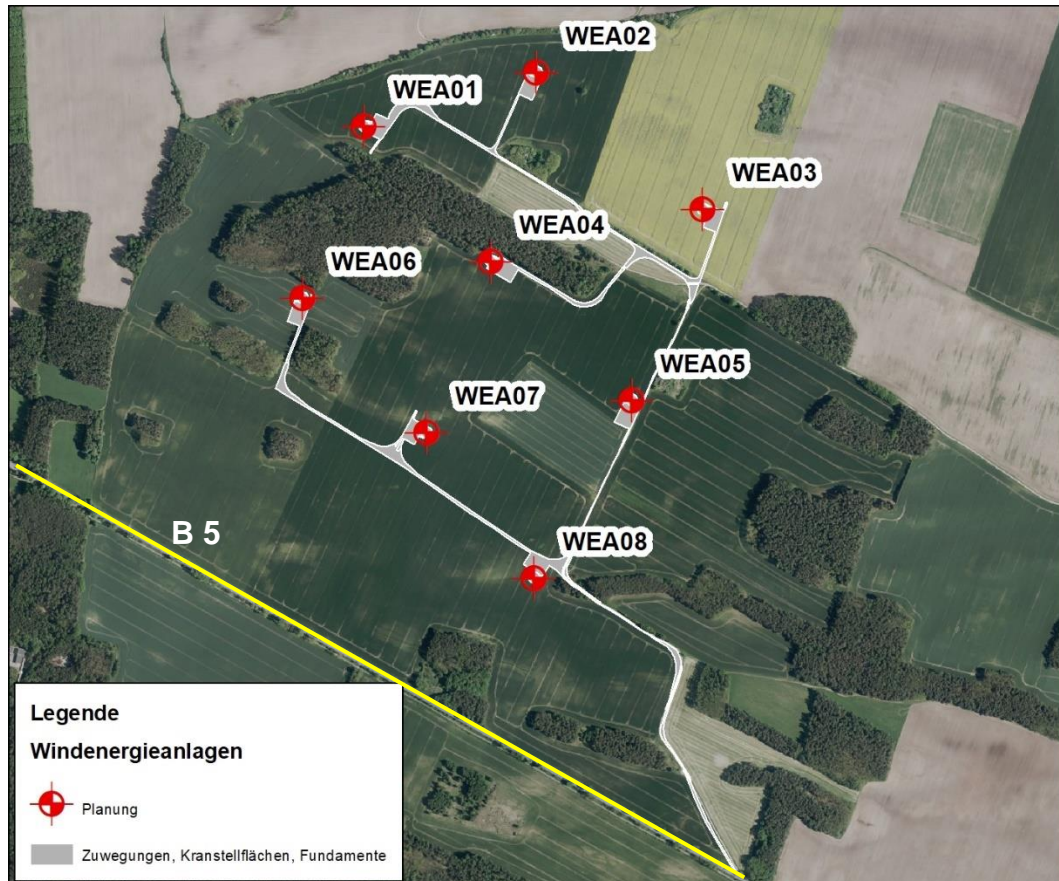 WEA02
WEA01
WEA03
WEA04
WEA06
WEA05
WEA07
B 5
WEA08
Legende
Windenergieanlagen
Planung
Zuwegungen, Kranstellflächen, Fundamente